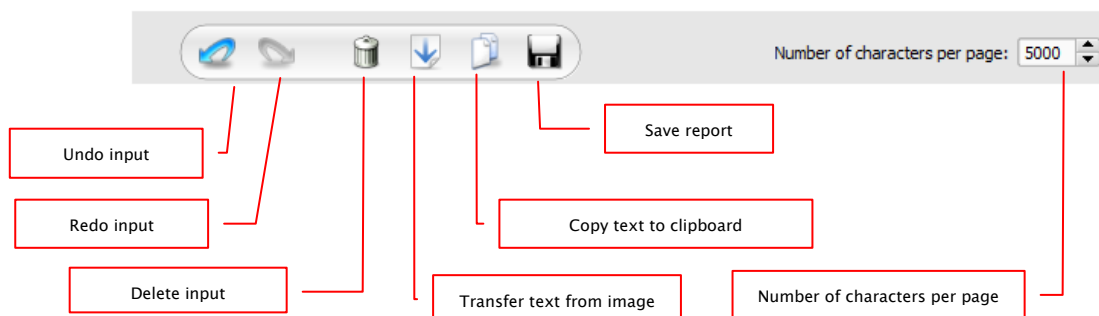 Number of characters per page: 5000
Save report
Undo input
Redo input
Copy text to clipboard
Delete input
Transfer text from image
Number of characters per page